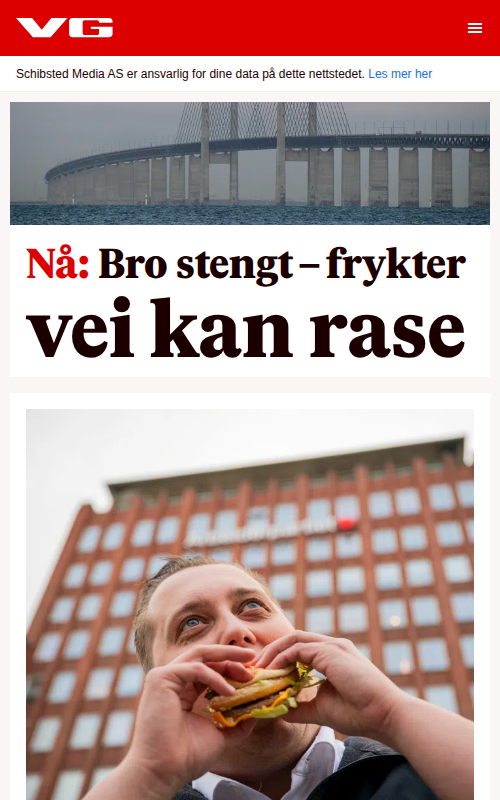 VG
Schibsted Media AS er ansvarlig for dine data på dette nettstedet. Les mer her
Nå: Bro stengt – frykter
vei kan rase